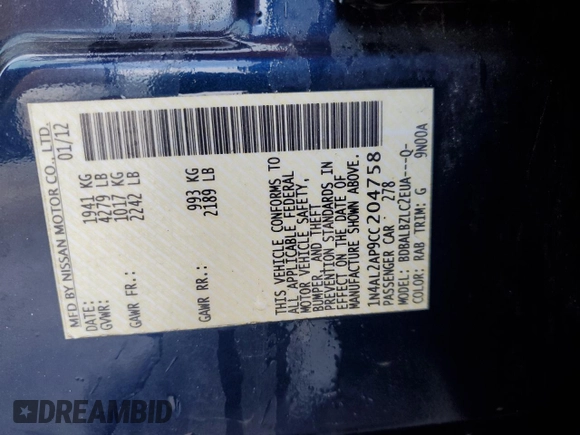 MFD BY NISSAN MOTOR CO., LTD.
DATE: 01/12
GVWR: 1941 KG
4279 LB
GAWR FR.: 1017 KG
2242 LB
GAWR RR.: 993 KG
2189 LB
THIS VEHICLE CONFORMS TO
ALL APPLICABLE FEDERAL
MOTOR VEHICLE SAFETY,
BUMPER, AND THEFT
PREVENTION STANDARDS IN
EFFECT ON THE DATE OF
MANUFACTURE SHOWN ABOVE.
1N4AL2AP9CC204758
PASSENGER CAR 278
MODEL: BDBALBZLC2EUA---Q-
COLOR: RAB TRIM: G 9N00A
DREAMBID